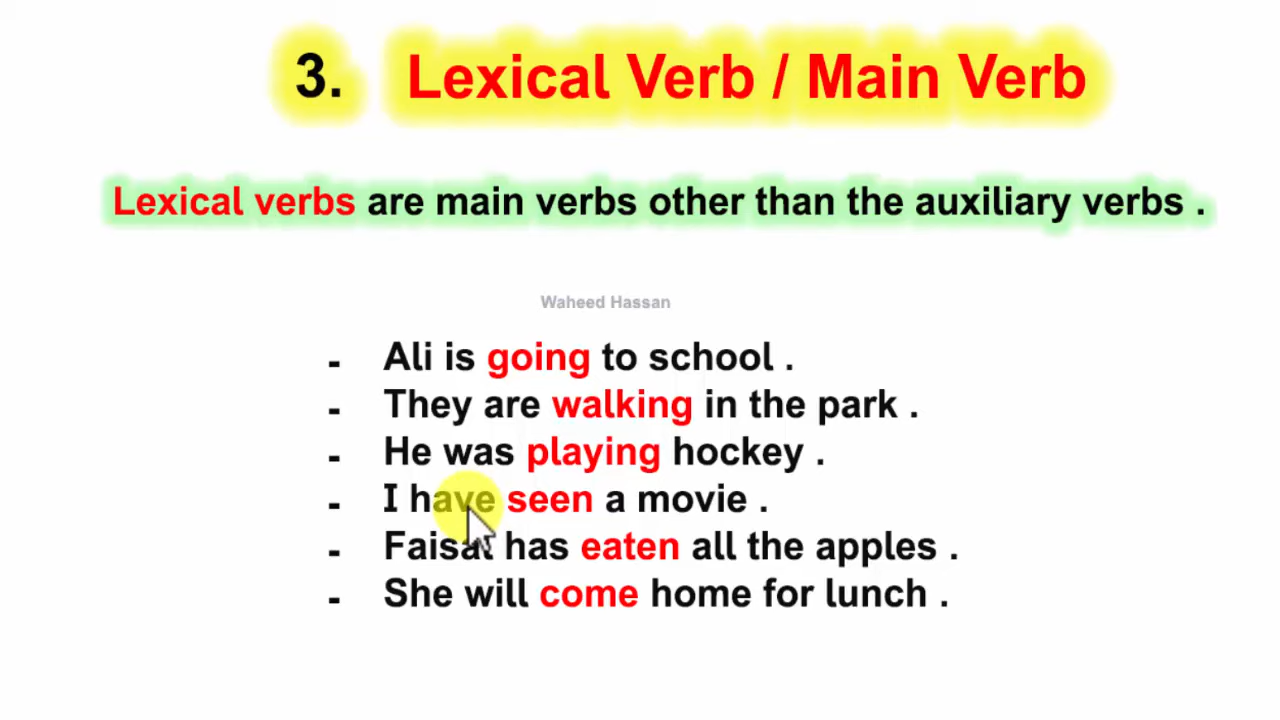 3. Lexical Verb / Main Verb
Lexical verbs are main verbs other than the auxiliary verbs .
Waheed Hassan
- Ali is going to school .
- They are walking in the park .
- He was playing hockey .
- I have seen a movie .
- Faisal has eaten all the apples .
- She will come home for lunch .